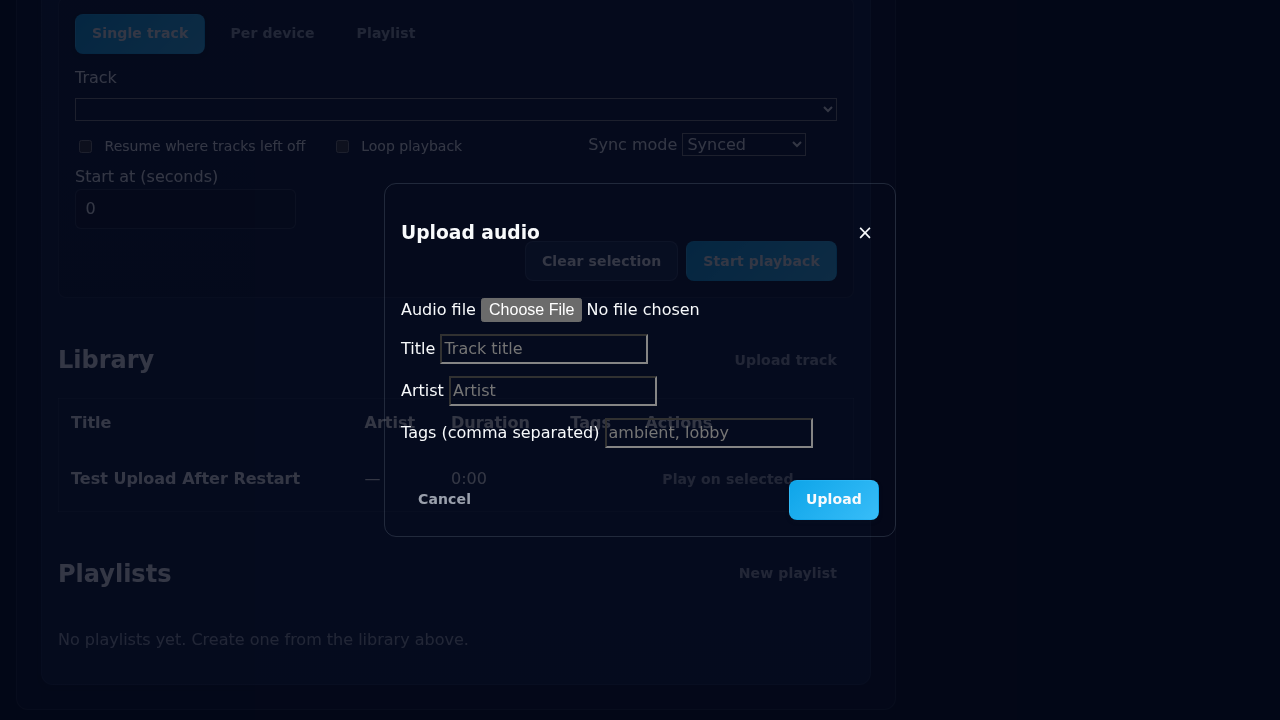 Single track Per device Playlist
Track
Resume where tracks left off Loop playback Sync mode Synced
Start at (seconds)
0
Upload audio ×
Clear selection Start playback
Audio file Choose File No file chosen
Title Track title
Library Upload track
Artist Artist
Title Artist Duration Tags Actions
Tags (comma separated) ambient, lobby
Test Upload After Restart — 0:00 Play on selected
Cancel Upload
Playlists New playlist
No playlists yet. Create one from the library above.